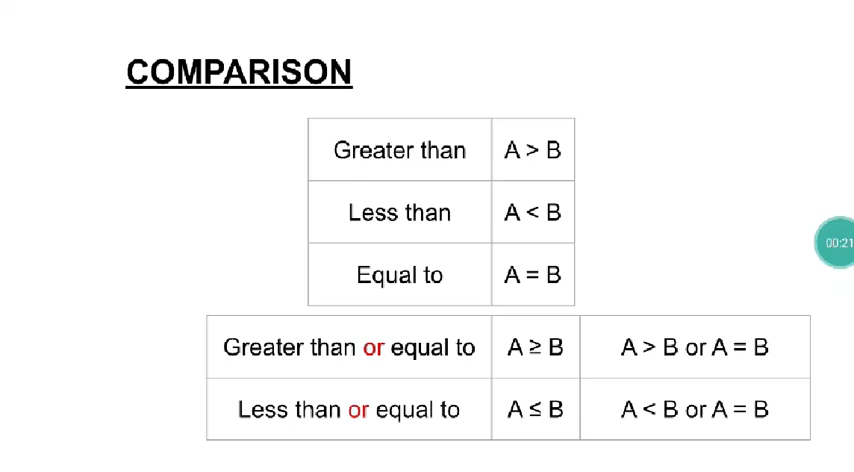 COMPARISON
Greater than A > B
Less than A < B
Equal to A = B
Greater than or equal to A ≥ B A > B or A = B
Less than or equal to A ≤ B A < B or A = B
00:21